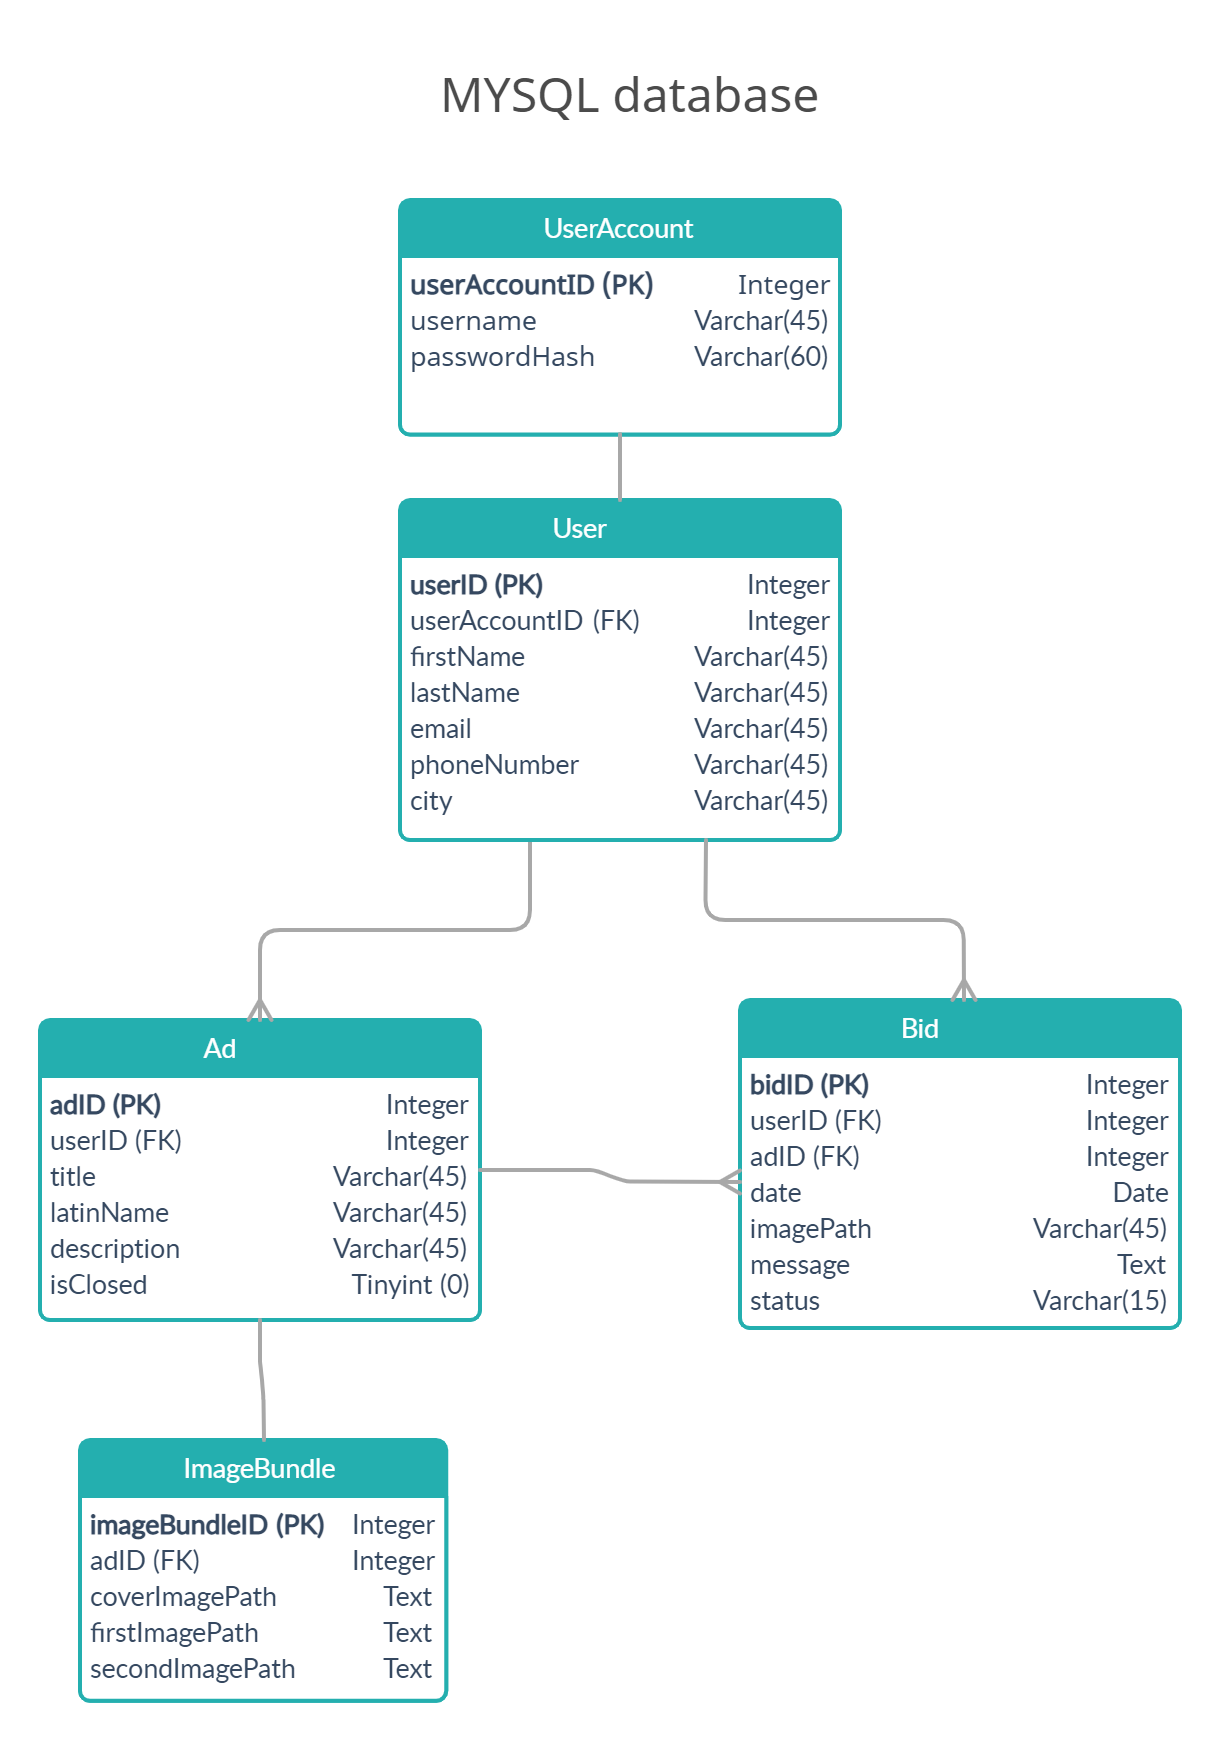 MYSQL database
UserAccount
userAccountID (PK) Integer
username Varchar(45)
passwordHash Varchar(60)
User
userID (PK) Integer
userAccountID (FK) Integer
firstName Varchar(45)
lastName Varchar(45)
email Varchar(45)
phoneNumber Varchar(45)
city Varchar(45)
Ad
adID (PK) Integer
userID (FK) Integer
title Varchar(45)
latinName Varchar(45)
description Varchar(45)
isClosed Tinyint (0)
Bid
bidID (PK) Integer
userID (FK) Integer
adID (FK) Integer
date Date
imagePath Varchar(45)
message Text
status Varchar(15)
ImageBundle
imageBundleID (PK) Integer
adID (FK) Integer
coverImagePath Text
firstImagePath Text
secondImagePath Text